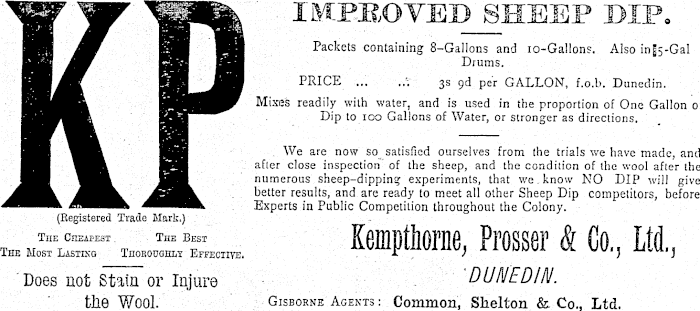 KP
(Registered Trade Mark.)
The Cheapest The Best
The Most Lasting Thoroughly Effective.
Does not Stain or Injure
the Wool.
IMPROVED SHEEP DIP.
Packets containing 8-Gallons and 10-Gallons. Also in 5-Gal
Drums.
PRICE ... ... 3s 9d per GALLON, f.o.b. Dunedin.
Mixes readily with water, and is used in the proportion of One Gallon o
Dip to 100 Gallons of Water, or stronger as directions.
We are now so satisfied ourselves from the trials we have made, and
after close inspection of the sheep, and the condition of the wool after the
numerous sheep-dipping experiments, that we know NO DIP will give
better results, and are ready to meet all other Sheep Dip competitors, before
Experts in Public Competition throughout the Colony.
Kempthorne, Prosser & Co., Ltd.,
DUNEDIN.
Gisborne Agents: Common, Shelton & Co., Ltd.